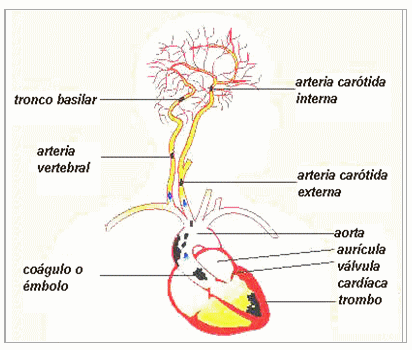 arteria carótida
interna
tronco basilar
arteria
vertebral
arteria carótida
externa
aorta
aurícula
válvula
cardíaca
trombo
coágulo o
émbolo